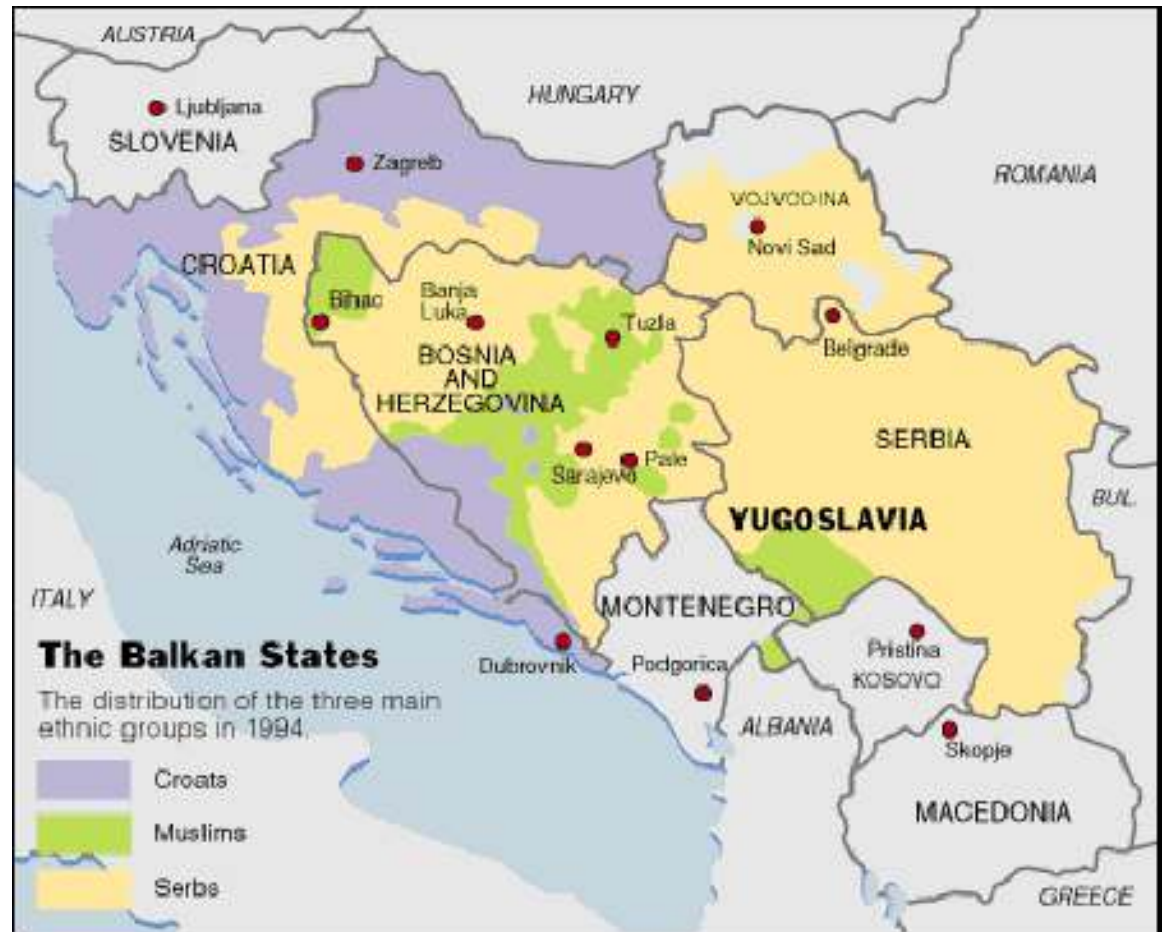 AUSTRIA
HUNGARY
Ljubljana
SLOVENIA
Zagreb
ROMANIA
VOJVODINA
Novi Sad
CROATIA
Bihac
Banja
Luka
Tuzla
Belgrade
BOSNIA
AND
HERZEGOVINA
SERBIA
Sarajevo
Pale
BUL.
YUGOSLAVIA
Adriatic
Sea
ITALY
MONTENEGRO
Pristina
KOSOVO
Dubrovnik
Podgorica
ALBANIA
Skopje
MACEDONIA
GREECE
The Balkan States
The distribution of the three main
ethnic groups in 1994.
Croats
Muslims
Serbs